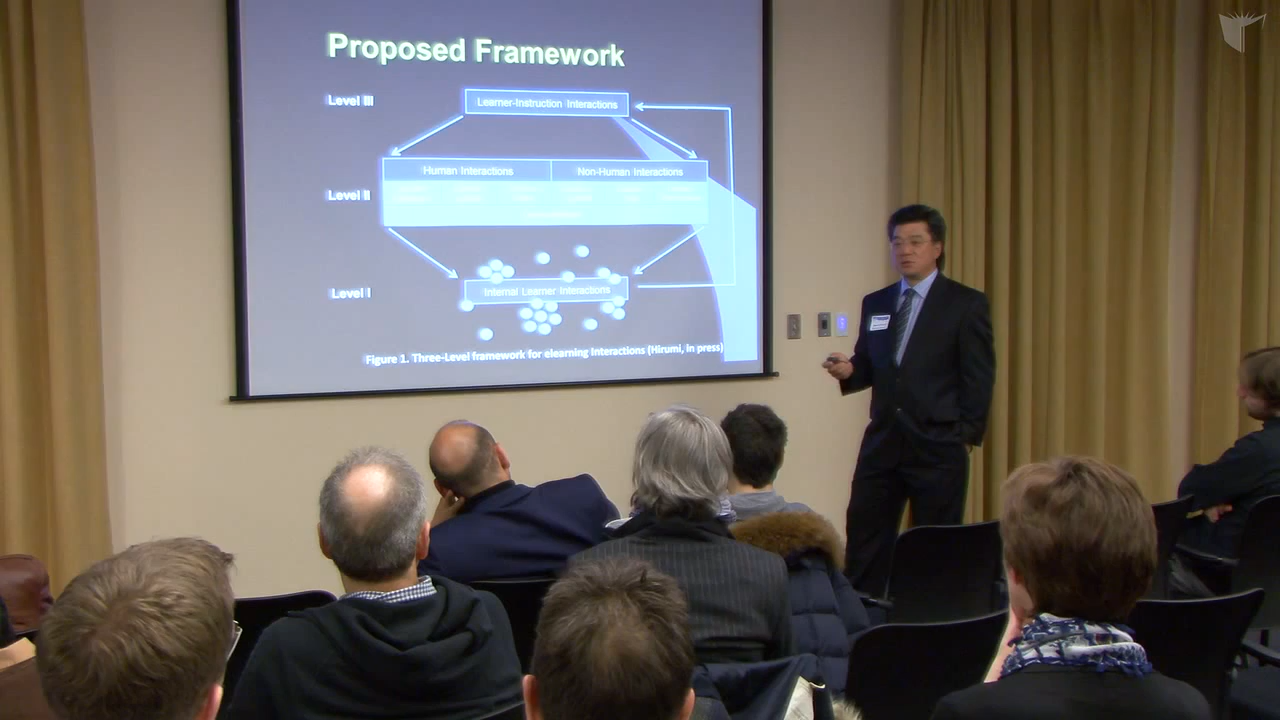 Proposed Framework
Level III
Learner-Instruction Interactions
Human Interactions
Non-Human Interactions
Level II
Level I
Internal Learner Interactions
Figure 1. Three-Level framework for elearning Interactions (Hirumi, in press)